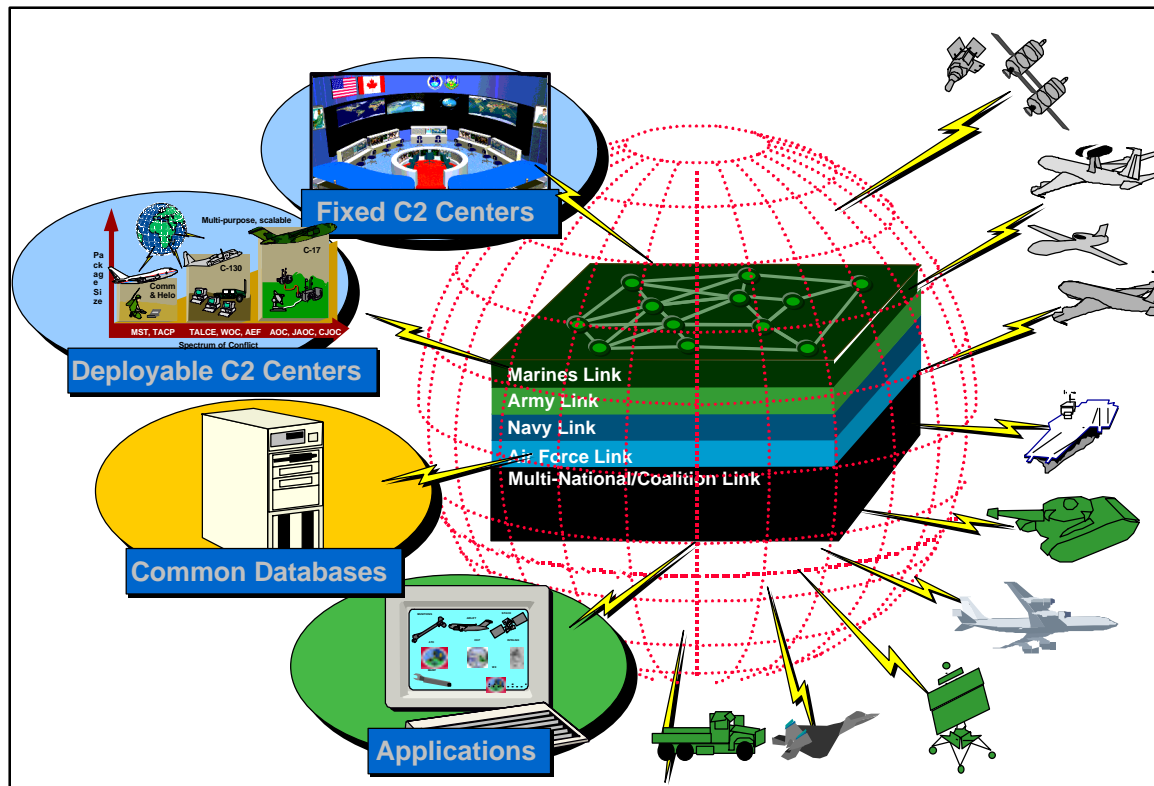 Fixed C2 Centers
Multi-purpose, scalable
C-17
C-130
Pa
ck
ag
e
Si
ze
Comm
& Helo
MST, TACP
TALCE, WOC, AEF
AOC, JAOC, CJOC
Spectrum of Conflict
Deployable C2 Centers
Marines Link
Army Link
Navy Link
Air Force Link
Multi-National/Coalition Link
Common Databases
Applications